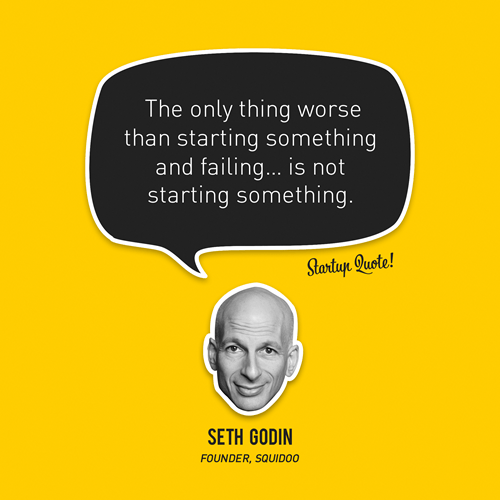 The only thing worse
than starting something
and failing... is not
starting something.
Startup Quote!
SETH GODIN
FOUNDER, SQUIDOO